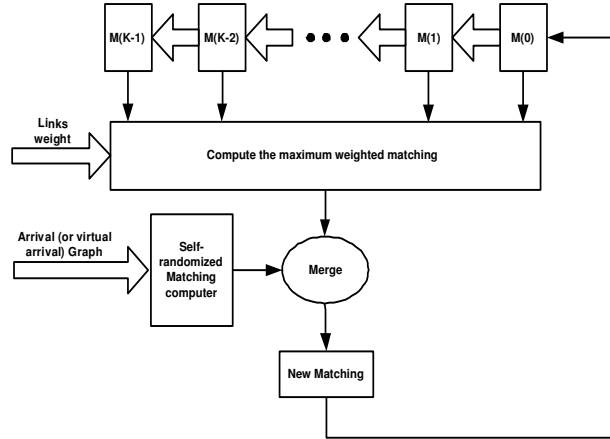 M(K-1)
M(K-2)
M(1)
M(0)
Links
weight
Compute the maximum weighted matching
Arrival (or virtual
arrival) Graph
Self-
randomized
Matching
computer
Merge
New Matching